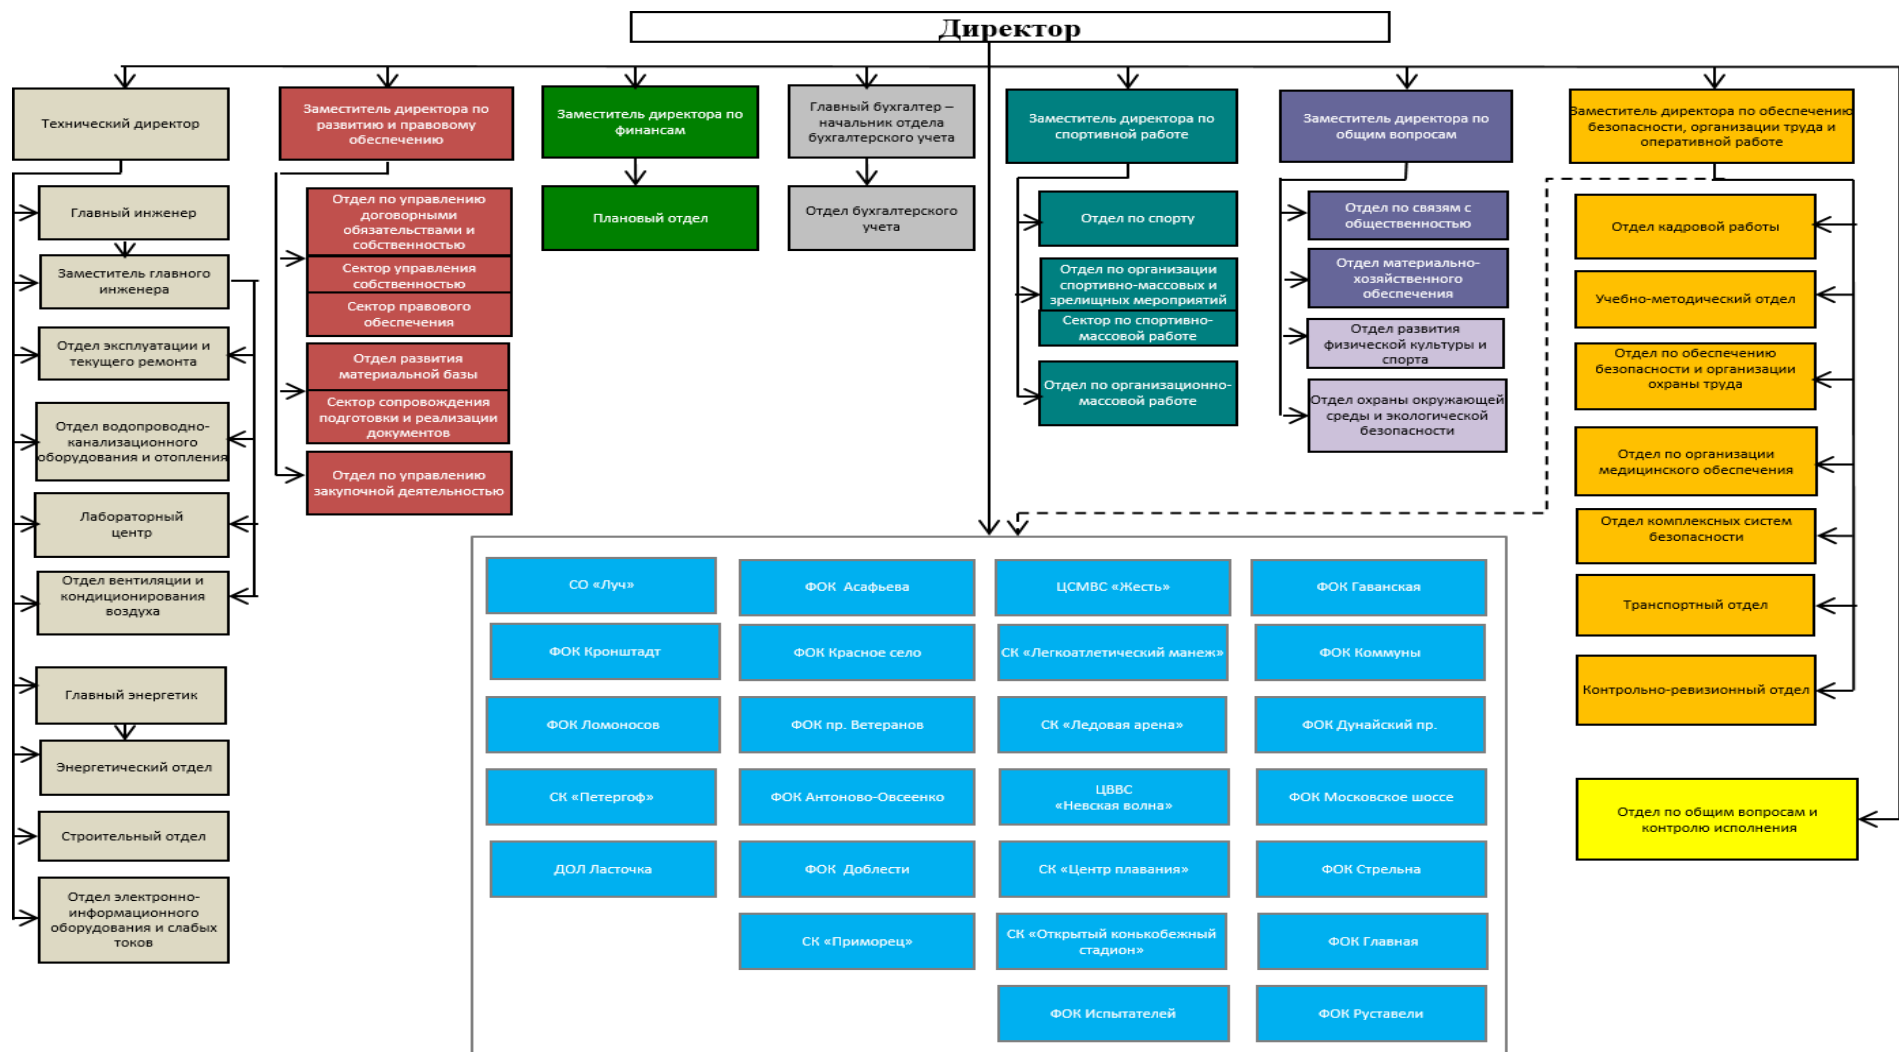 Директор
Технический директор
Главный инженер
Заместитель главного
инженера
Отдел эксплуатации и
текущего ремонта
Отдел водопроводно-
канализационного
оборудования и отопления
Лабораторный
центр
Отдел вентиляции и
кондиционирования
воздуха
Главный энергетик
Энергетический отдел
Строительный отдел
Отдел электронно-
информационного
оборудования и слабых
токов
Заместитель директора по
развитию и правовому
обеспечению
Отдел по управлению
договорными
обязательствами и
собственностью
Сектор управления
собственностью
Сектор правового
обеспечения
Отдел развития
материальной базы
Сектор сопровождения
подготовки и реализации
документов
Отдел по управлению
закупочной деятельностью
Заместитель директора по
финансам
Плановый отдел
Главный бухгалтер –
начальник отдела
бухгалтерского учета
Отдел бухгалтерского
учета
Заместитель директора по
спортивной работе
Отдел по спорту
Отдел по организации
спортивно-массовых и
зрелищных мероприятий
Сектор по спортивно-
массовой работе
Отдел по организационно-
массовой работе
Заместитель директора по
общим вопросам
Отдел по связям с
общественностью
Отдел материально-
хозяйственного
обеспечения
Отдел развития
физической культуры и
спорта
Отдел охраны окружающей
среды и экологической
безопасности
Заместитель директора по обеспечению
безопасности, организации труда и
оперативной работе
Отдел кадровой работы
Учебно-методический отдел
Отдел по обеспечению
безопасности и организации
охраны труда
Отдел по организации
медицинского обеспечения
Отдел комплексных систем
безопасности
Транспортный отдел
Контрольно-ревизионный отдел
Отдел по общим вопросам и
контролю исполнения
СО «Луч»
ФОК Кронштадт
ФОК Ломоносов
СК «Петергоф»
ДОЛ Ласточка
ФОК Асафьева
ФОК Красное село
ФОК пр. Ветеранов
ФОК Антоново-Овсеенко
ФОК Доблести
СК «Приморец»
ЦСМВС «Жесть»
СК «Легкоатлетический манеж»
СК «Ледовая арена»
ЦВВС
«Невская волна»
СК «Центр плавания»
СК «Открытый конькобежный
стадион»
ФОК Испытателей
ФОК Гаванская
ФОК Коммуны
ФОК Дунайский пр.
ФОК Московское шоссе
ФОК Стрельна
ФОК Главная
ФОК Руставели